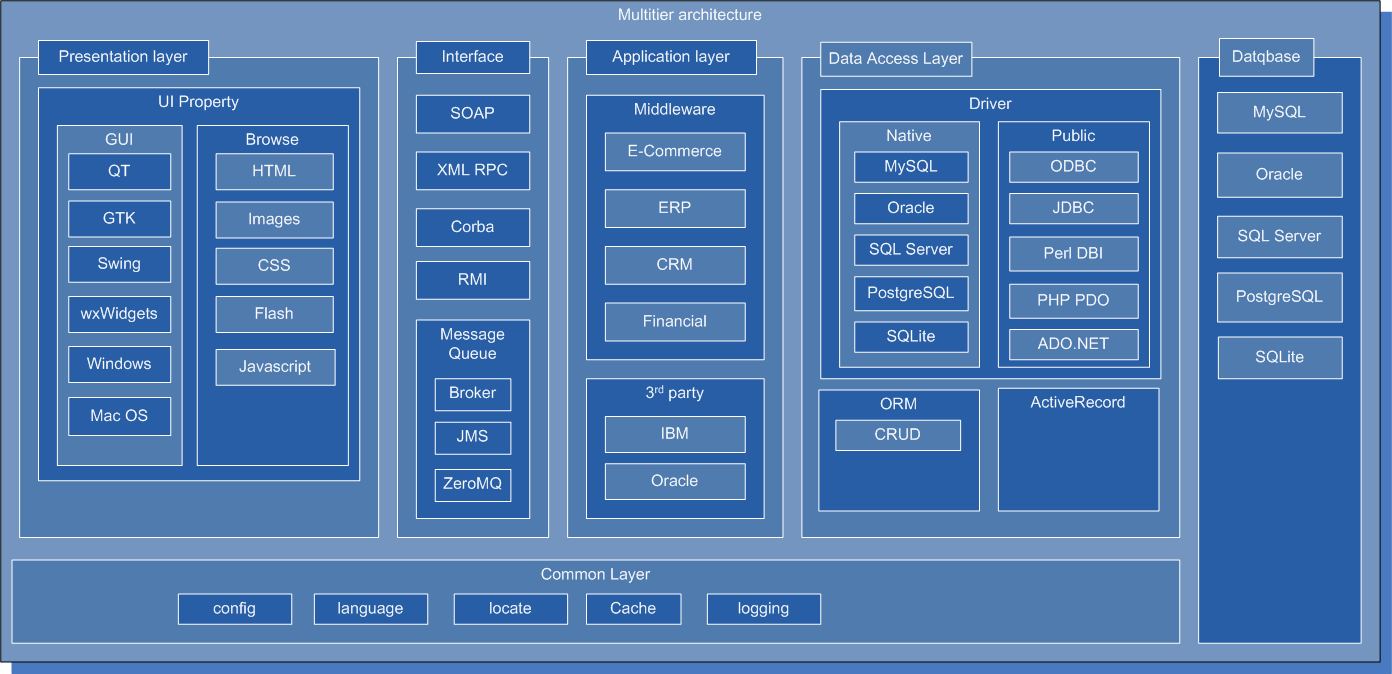 Multitier architecture
Presentation layer
UI Property
GUI
QT
GTK
Swing
wxWidgets
Windows
Mac OS
Browse
HTML
Images
CSS
Flash
Javascript
Interface
SOAP
XML RPC
Corba
RMI
Message
Queue
Broker
JMS
ZeroMQ
Application layer
Middleware
E-Commerce
ERP
CRM
Financial
3rd party
IBM
Oracle
Data Access Layer
Driver
Native
MySQL
Oracle
SQL Server
PostgreSQL
SQLite
Public
ODBC
JDBC
Perl DBI
PHP PDO
ADO.NET
ORM
CRUD
ActiveRecord
Datqbase
MySQL
Oracle
SQL Server
PostgreSQL
SQLite
Common Layer
config
language
locate
Cache
logging